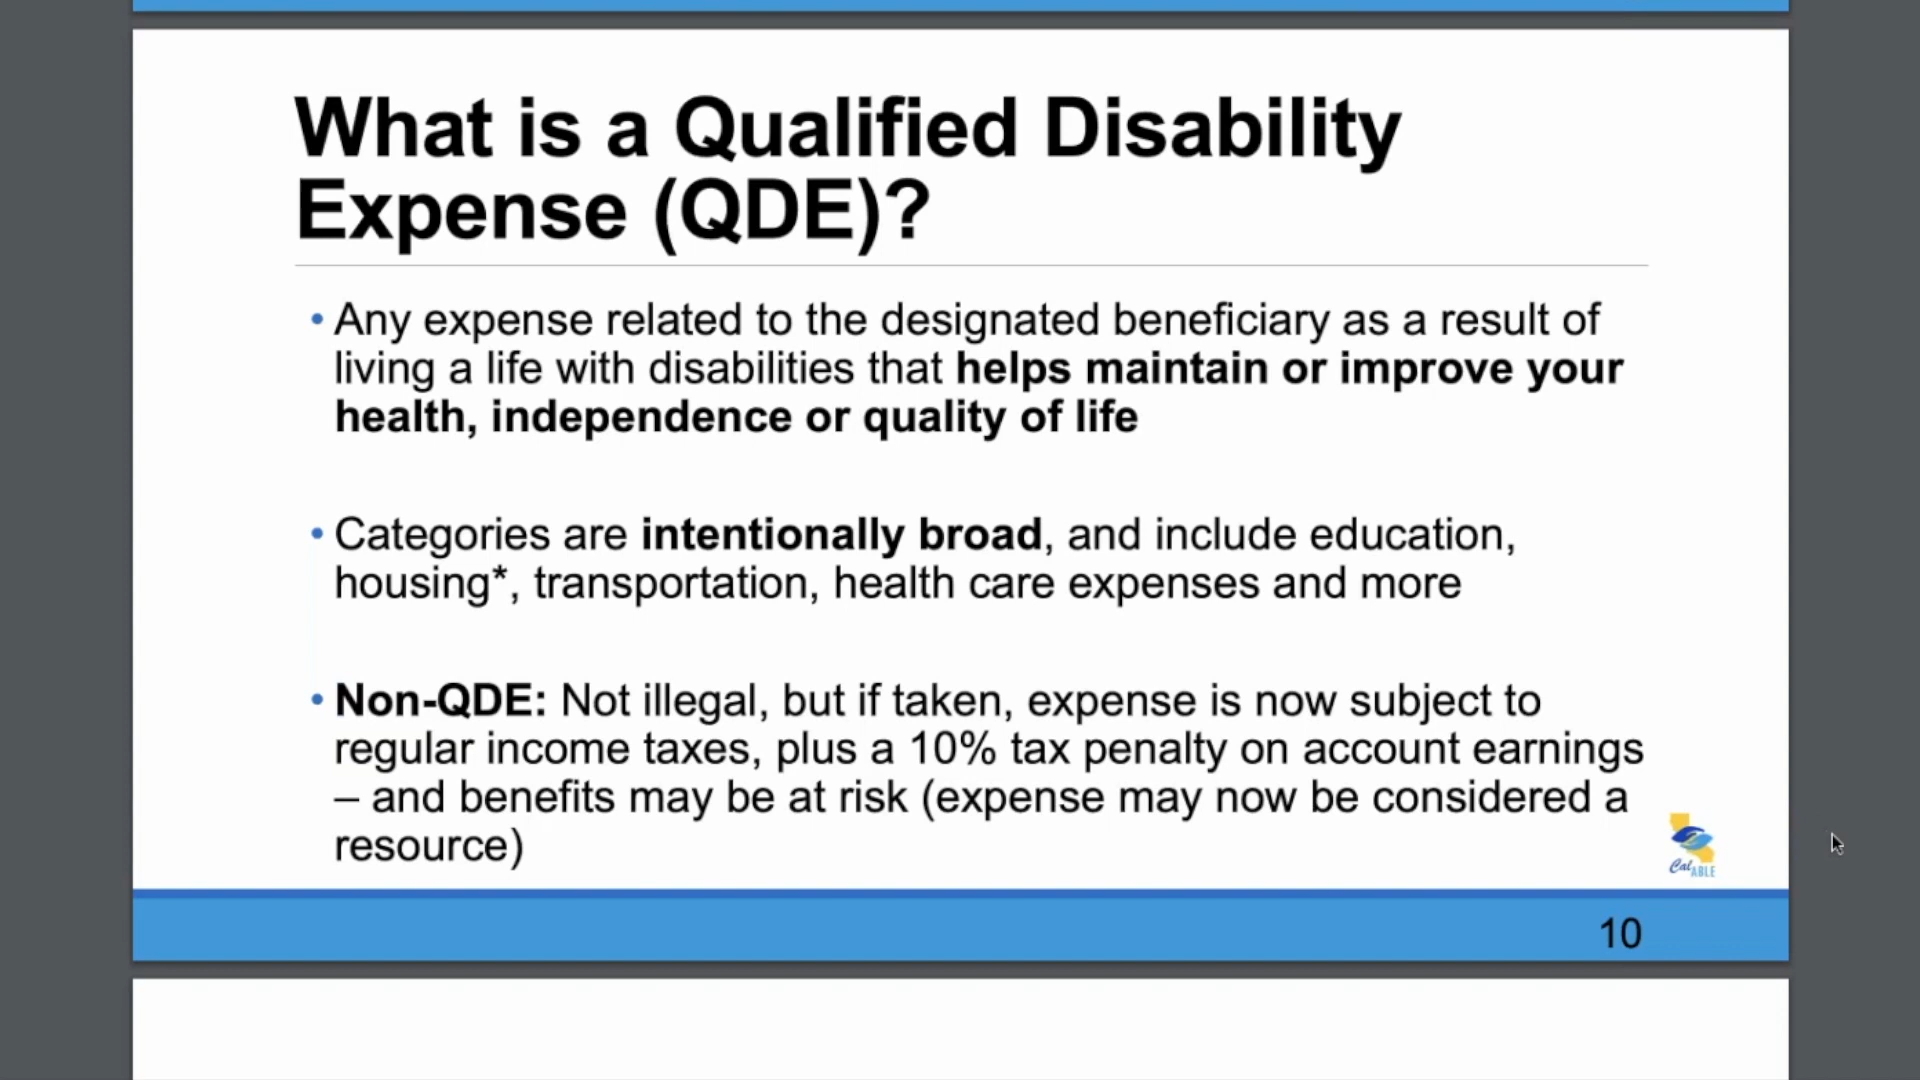 What is a Qualified Disability
Expense (QDE)?
• Any expense related to the designated beneficiary as a result of
living a life with disabilities that helps maintain or improve your
health, independence or quality of life
• Categories are intentionally broad, and include education,
housing*, transportation, health care expenses and more
• Non-QDE: Not illegal, but if taken, expense is now subject to
regular income taxes, plus a 10% tax penalty on account earnings
– and benefits may be at risk (expense may now be considered a
resource)
CalABLE
10